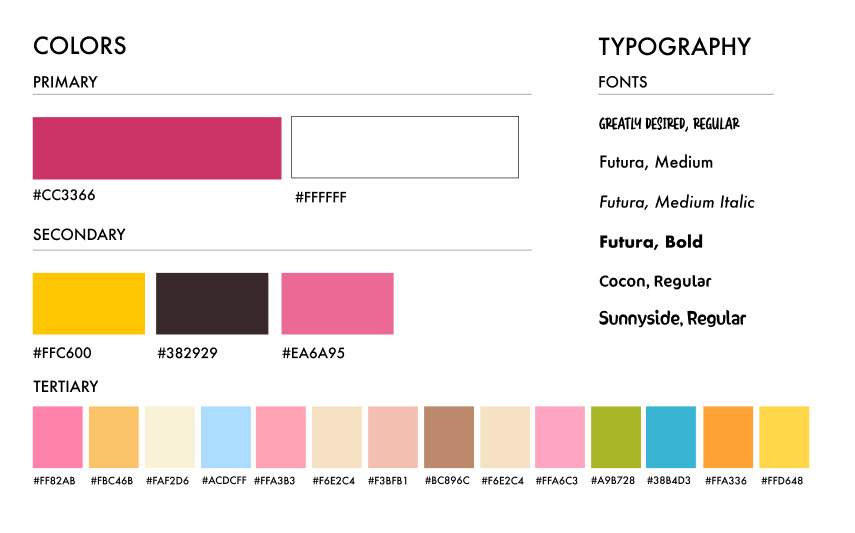 COLORS
PRIMARY
#CC3366
#FFFFFF
SECONDARY
#FFC600
#382929
#EA6A95
TERTIARY
#FF82AB
#FBC46B
#FAF2D6
#ACDCFF
#FFA3B3
#F6E2C4
#F3BFB1
#BC896C
#F6E2C4
#FFA6C3
#A9B728
#38B4D3
#FFA336
#FFD648
TYPOGRAPHY
FONTS
GREATLY DESIRED, REGULAR
Futura, Medium
Futura, Medium Italic
Futura, Bold
Cocon, Regular
Sunnyside, Regular